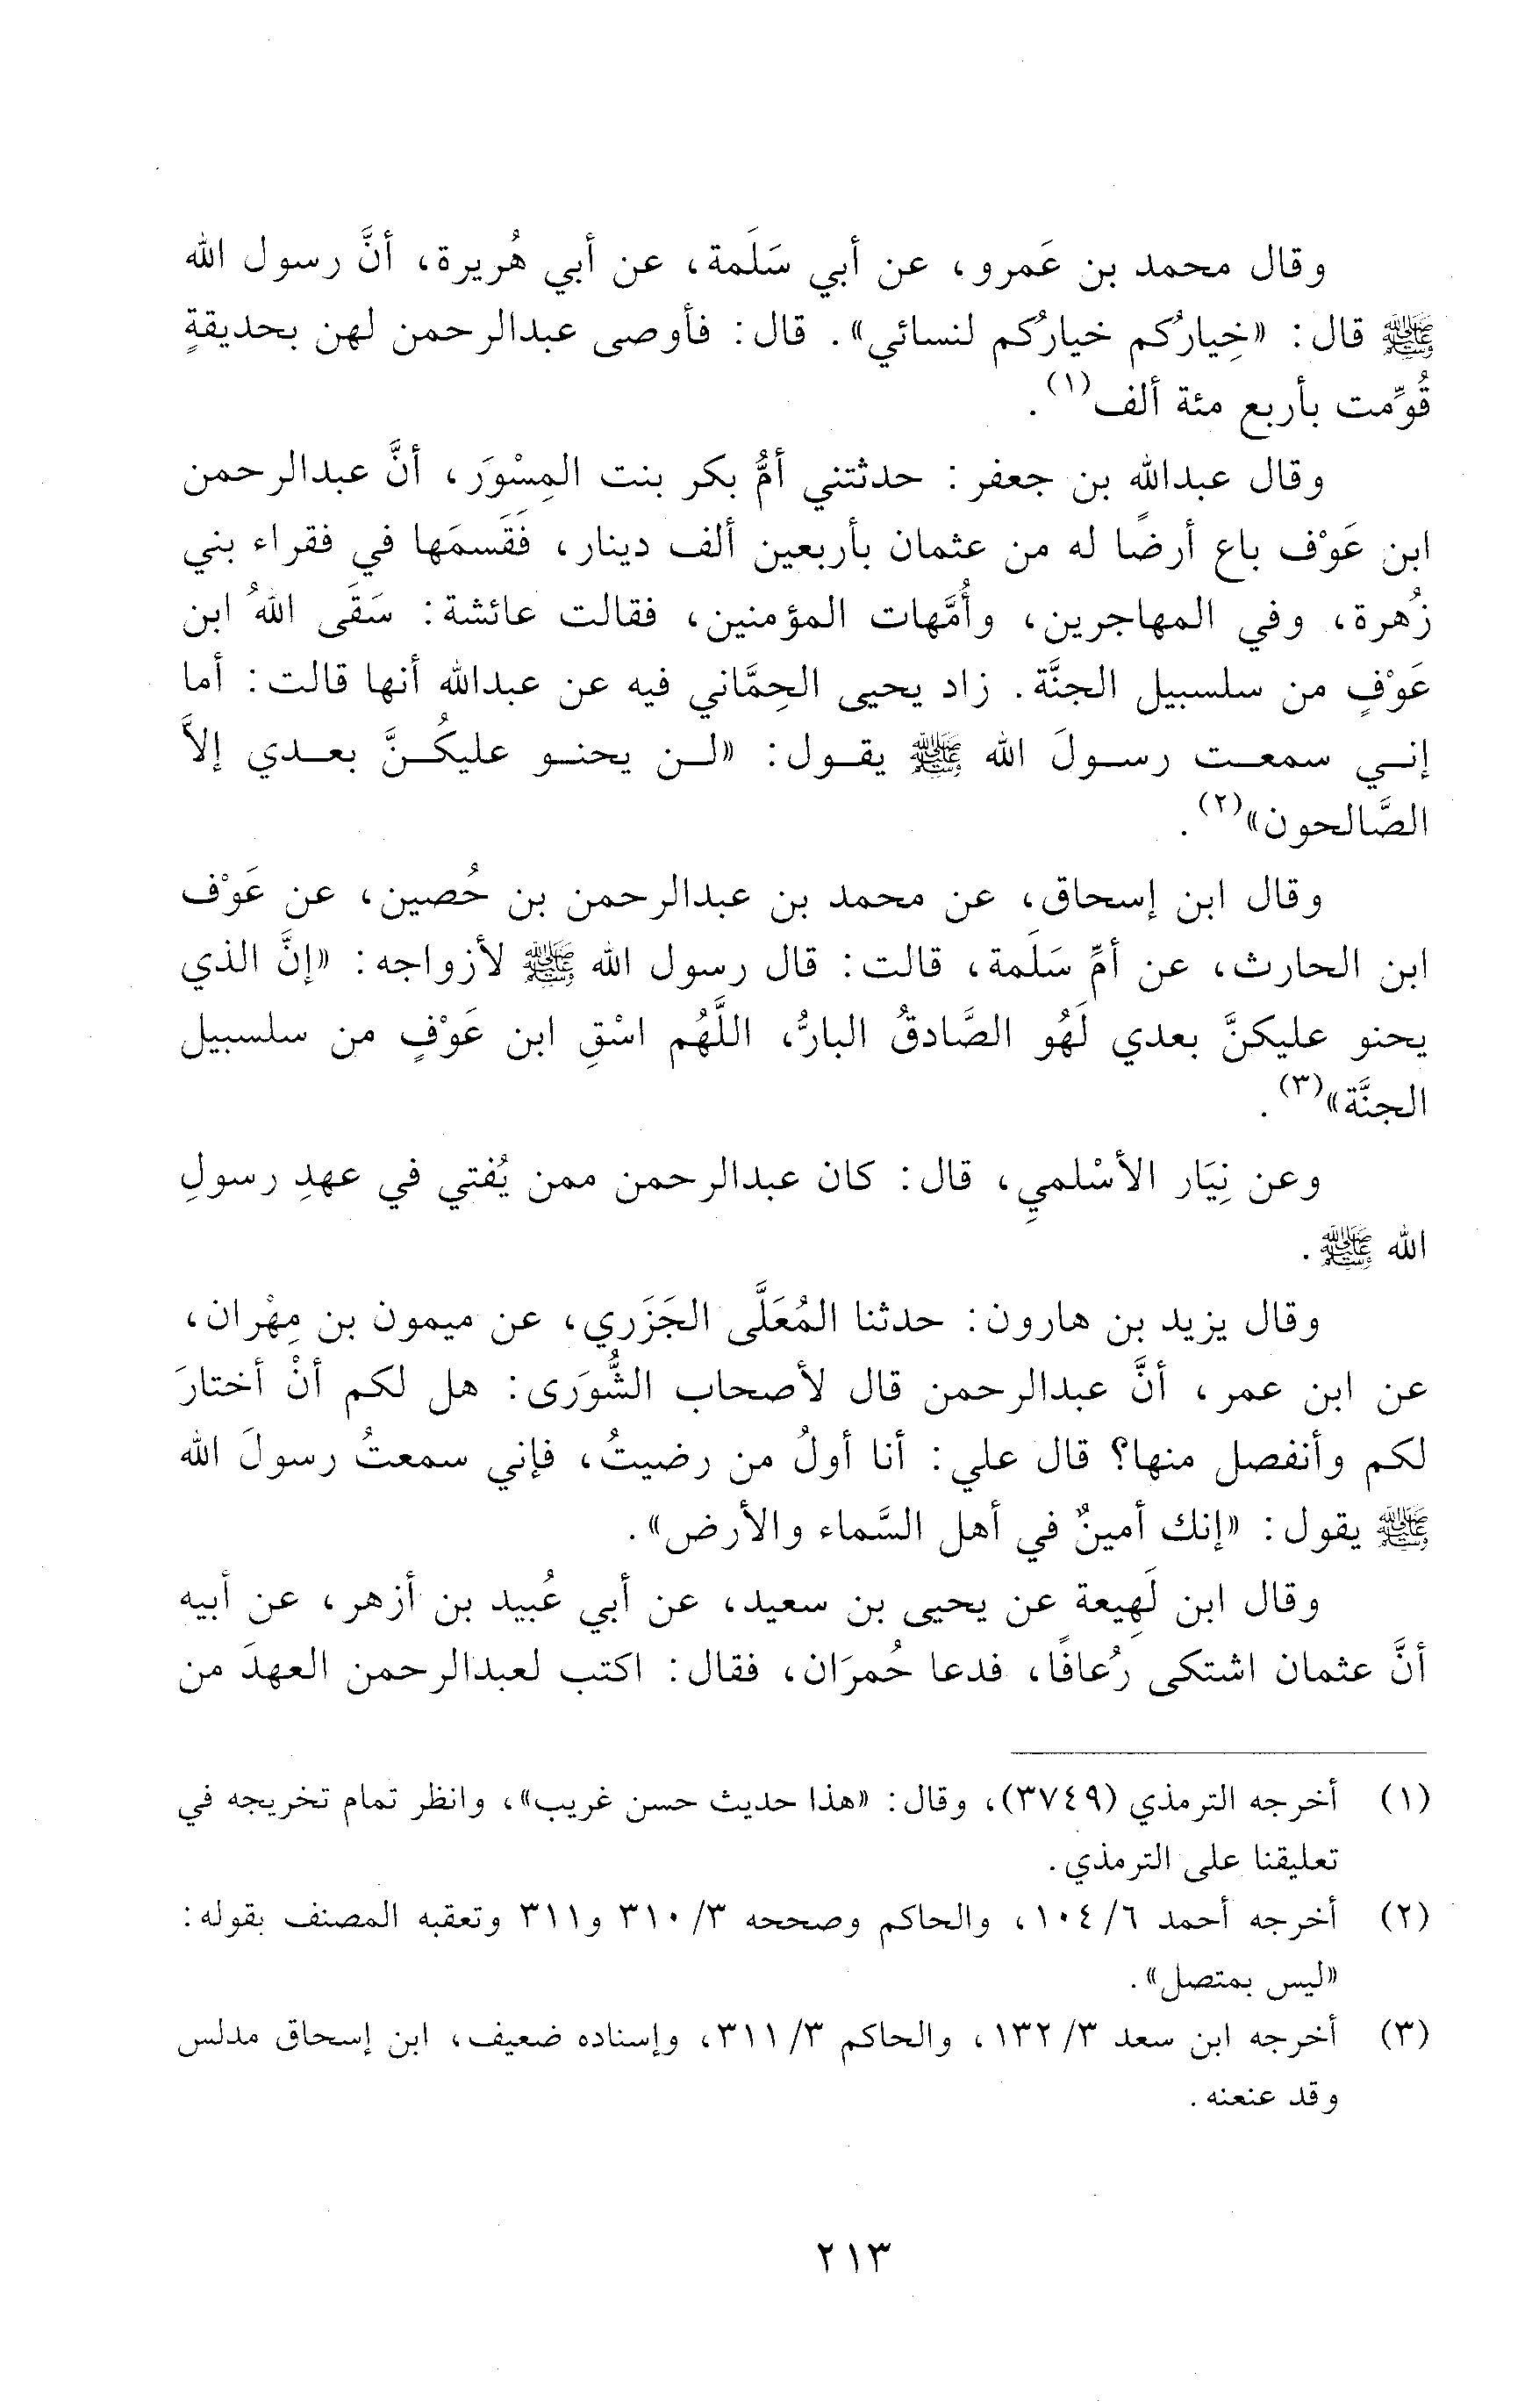 وقال محمد بن عَمرو، عن أبي سَلَمة، عن أبي هُريرة، أنَّ رسول الله
ﷺ قال: «خِيارُكم خيارُكم لنسائي». قال: فأوصى عبدالرحمن لهن بحديقةٍ
قُوِّمت بأربع مئة ألف(١).
وقال عبدالله بن جعفر: حدثتني أمُّ بكر بنت المِسْوَر، أنَّ عبدالرحمن
ابن عَوْف باع أرضًا له من عثمان بأربعين ألف دينار، فَقَسمَها في فقراء بني
زُهرة، وفي المهاجرين، وأُمَّهات المؤمنين، فقالت عائشة: سَقَى اللهُ ابن
عَوْفٍ من سلسبيل الجنَّة. زاد يحيى الحِمَّاني فيه عن عبدالله أنها قالت: أما
إنـي سمعـت رسـولَ الله ﷺ يقـول: «لـن يحنـو عليكُـنَّ بعـدي إلاَّ
الصَّالحون»(٢).
وقال ابن إسحاق، عن محمد بن عبدالرحمن بن حُصين، عن عَوْف
ابن الحارث، عن أمِّ سَلَمة، قالت: قال رسول الله ﷺ لأزواجه: «إنَّ الذي
يحنو عليكنَّ بعدي لَهُو الصَّادقُ البارُّ، اللَّهُم اسْقِ ابن عَوْفٍ من سلسبيل
الجنَّة»(٣).
وعن نِيَار الأسْلميِ، قال: كان عبدالرحمن ممن يُفتي في عهدِ رسولِ
الله ﷺ.
وقال يزيد بن هارون: حدثنا المُعَلَّى الجَزَري، عن ميمون بن مِهْران،
عن ابن عمر، أنَّ عبدالرحمن قال لأصحاب الشُّوَرى: هل لكم أنْ أختارَ
لكم وأنفصل منها؟ قال علي: أنا أولُ من رضيتُ، فإني سمعتُ رسولَ الله
ﷺ يقول: «إنك أمينٌ في أهل السَّماء والأرض».
وقال ابن لَهِيعة عن يحيى بن سعيد، عن أبي عُبيد بن أزهر، عن أبيه
أنَّ عثمان اشتكى رُعافًا، فدعا حُمرَان، فقال: اكتب لعبدالرحمن العهدَ من
(١) أخرجه الترمذي (٣٧٤٩)، وقال: «هذا حديث حسن غريب»، وانظر تمام تخريجه في
تعليقنا على الترمذي.
(٢) أخرجه أحمد ٦/ ١٠٤، والحاكم وصححه ٣/ ٣١٠ و٣١١ وتعقبه المصنف بقوله:
«ليس بمتصل».
(٣) أخرجه ابن سعد ٣/ ١٣٢، والحاكم ٣/ ٣١١، وإسناده ضعيف، ابن إسحاق مدلس
وقد عنعنه.
٢١٣